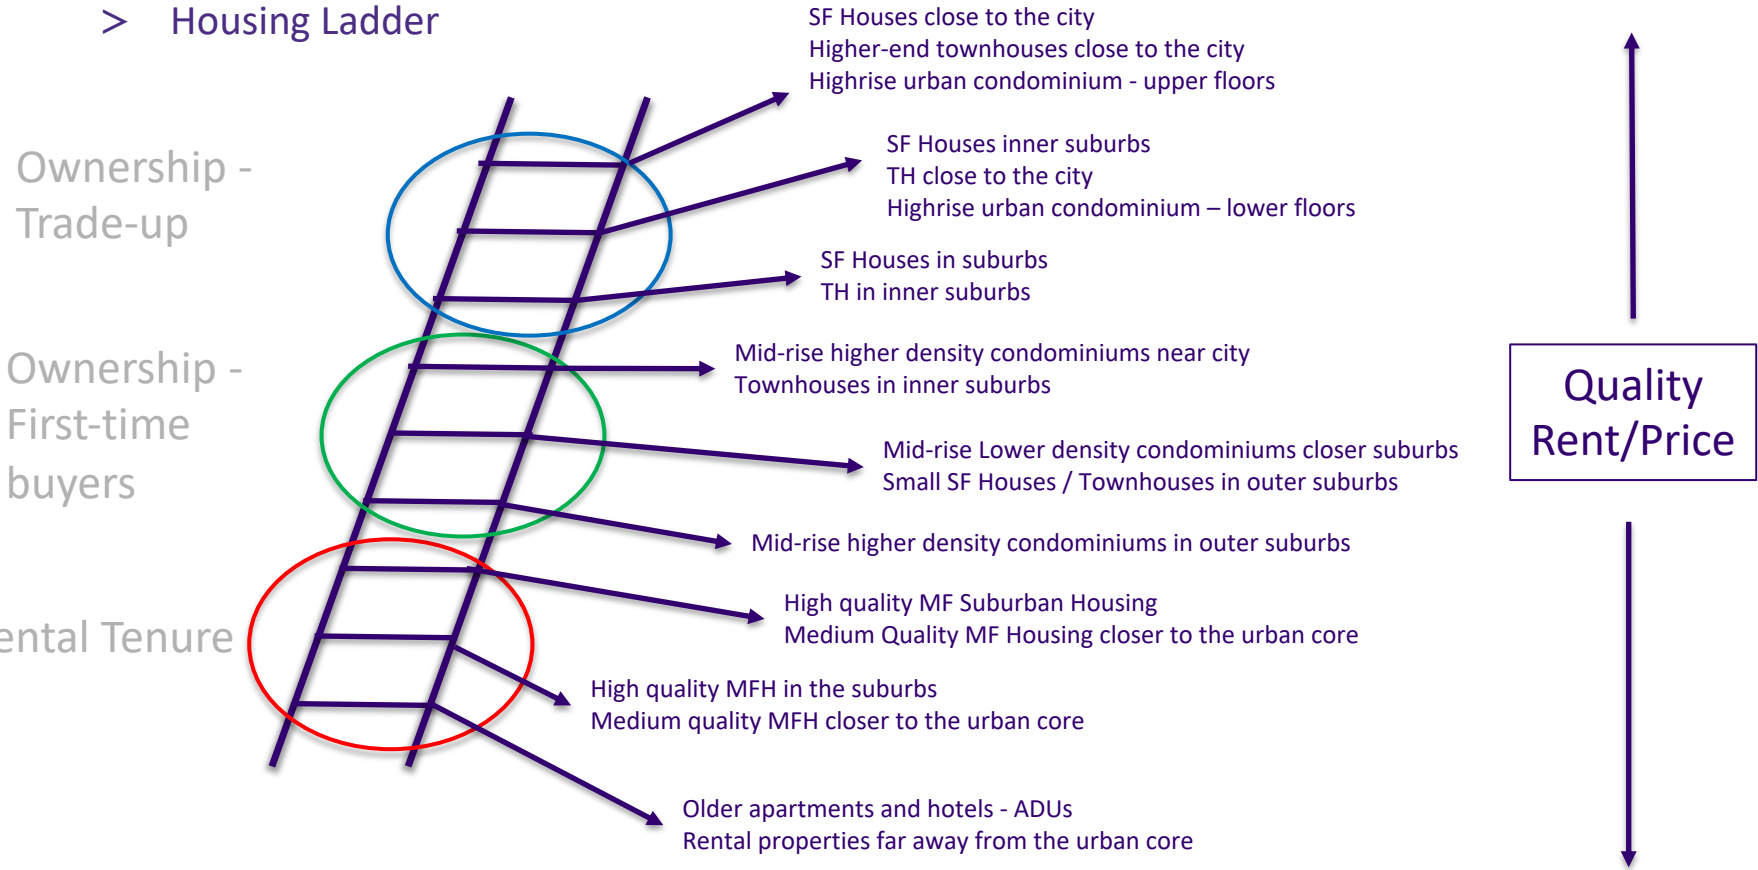 > Housing Ladder
SF Houses close to the city
Higher-end townhouses close to the city
Highrise urban condominium - upper floors
Ownership -
Trade-up
SF Houses inner suburbs
TH close to the city
Highrise urban condominium – lower floors
SF Houses in suburbs
TH in inner suburbs
Ownership -
First-time
buyers
Mid-rise higher density condominiums near city
Townhouses in inner suburbs
Quality
Rent/Price
Mid-rise Lower density condominiums closer suburbs
Small SF Houses / Townhouses in outer suburbs
Mid-rise higher density condominiums in outer suburbs
ental Tenure
High quality MF Suburban Housing
Medium Quality MF Housing closer to the urban core
High quality MFH in the suburbs
Medium quality MFH closer to the urban core
Older apartments and hotels - ADUs
Rental properties far away from the urban core